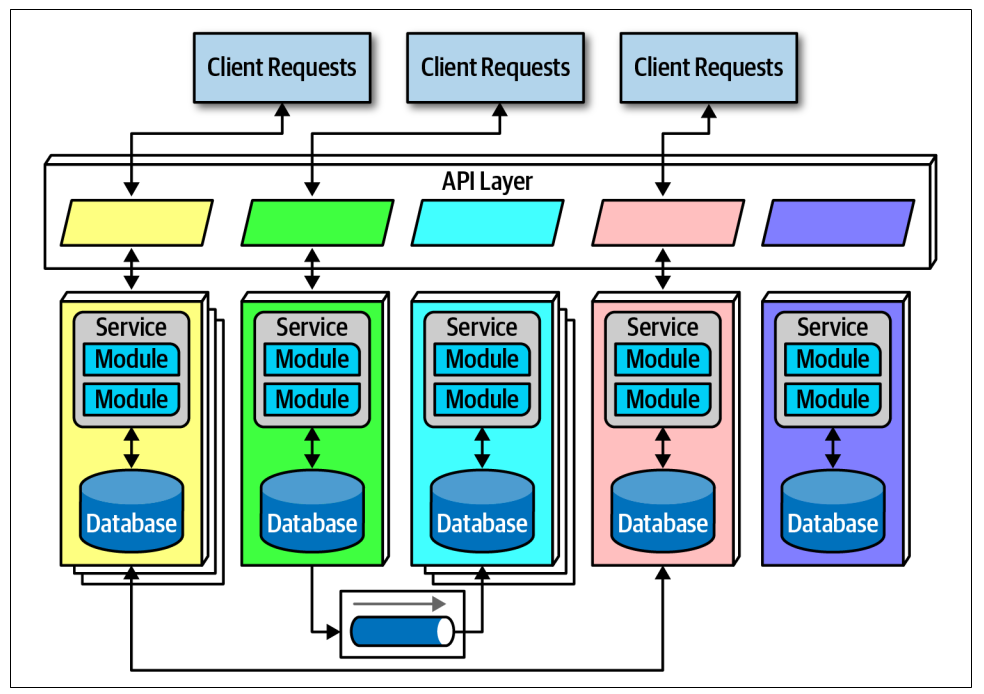 Client Requests
Client Requests
Client Requests
API Layer
Service
Module
Module
Database
Service
Module
Module
Database
Service
Module
Module
Database
Service
Module
Module
Database
Service
Module
Module
Database